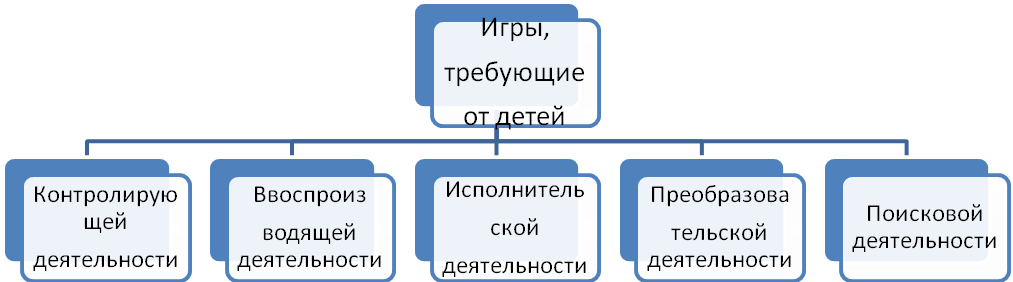 Игры,
требующие
от детей
Контролирую
щей
деятельности
Ввоспроиз
водящей
деятельности
Исполнитель
ской
деятельности
Преобразова
тельской
деятельности
Поисковой
деятельности